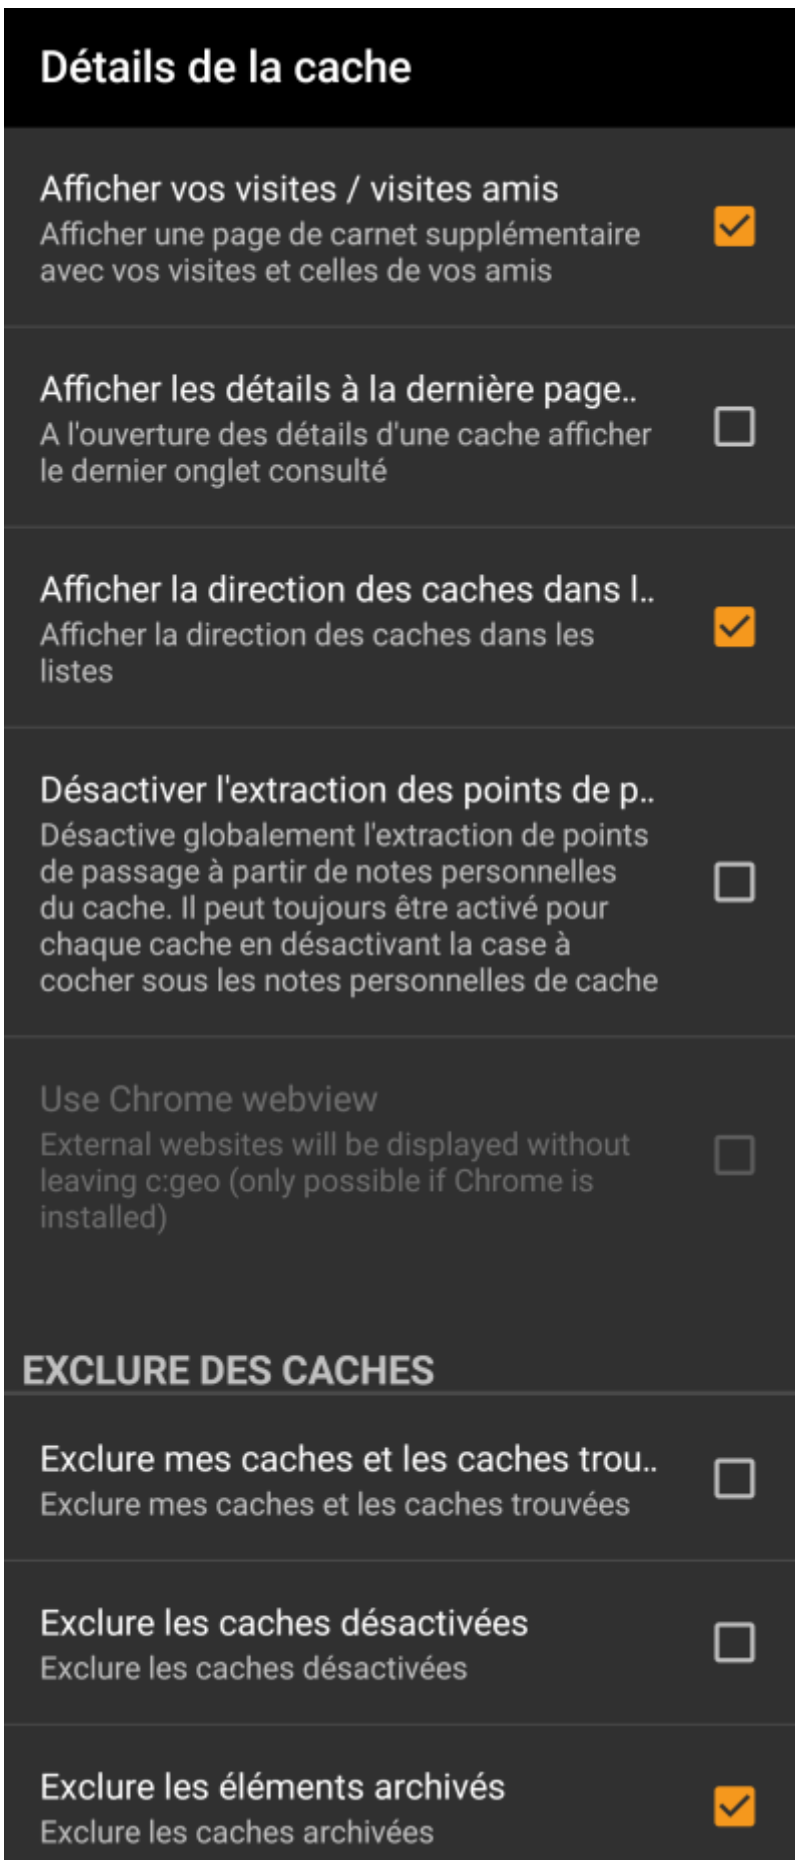 Détails de la cache
Afficher vos visites / visites amis
Afficher une page de carnet supplémentaire
avec vos visites et celles de vos amis
Afficher les détails à la dernière page..
A l'ouverture des détails d'une cache afficher
le dernier onglet consulté
Afficher la direction des caches dans l..
Afficher la direction des caches dans les
listes
Désactiver l'extraction des points de p..
Désactive globalement l'extraction de points
de passage à partir de notes personnelles
du cache. Il peut toujours être activé pour
chaque cache en désactivant la case à
cocher sous les notes personnelles de cache
Use Chrome webview
External websites will be displayed without
leaving c:geo (only possible if Chrome is
installed)
EXCLURE DES CACHES
Exclure mes caches et les caches trou..
Exclure mes caches et les caches trouvées
Exclure les caches désactivées
Exclure les caches désactivées
Exclure les éléments archivés
Exclure les caches archivées